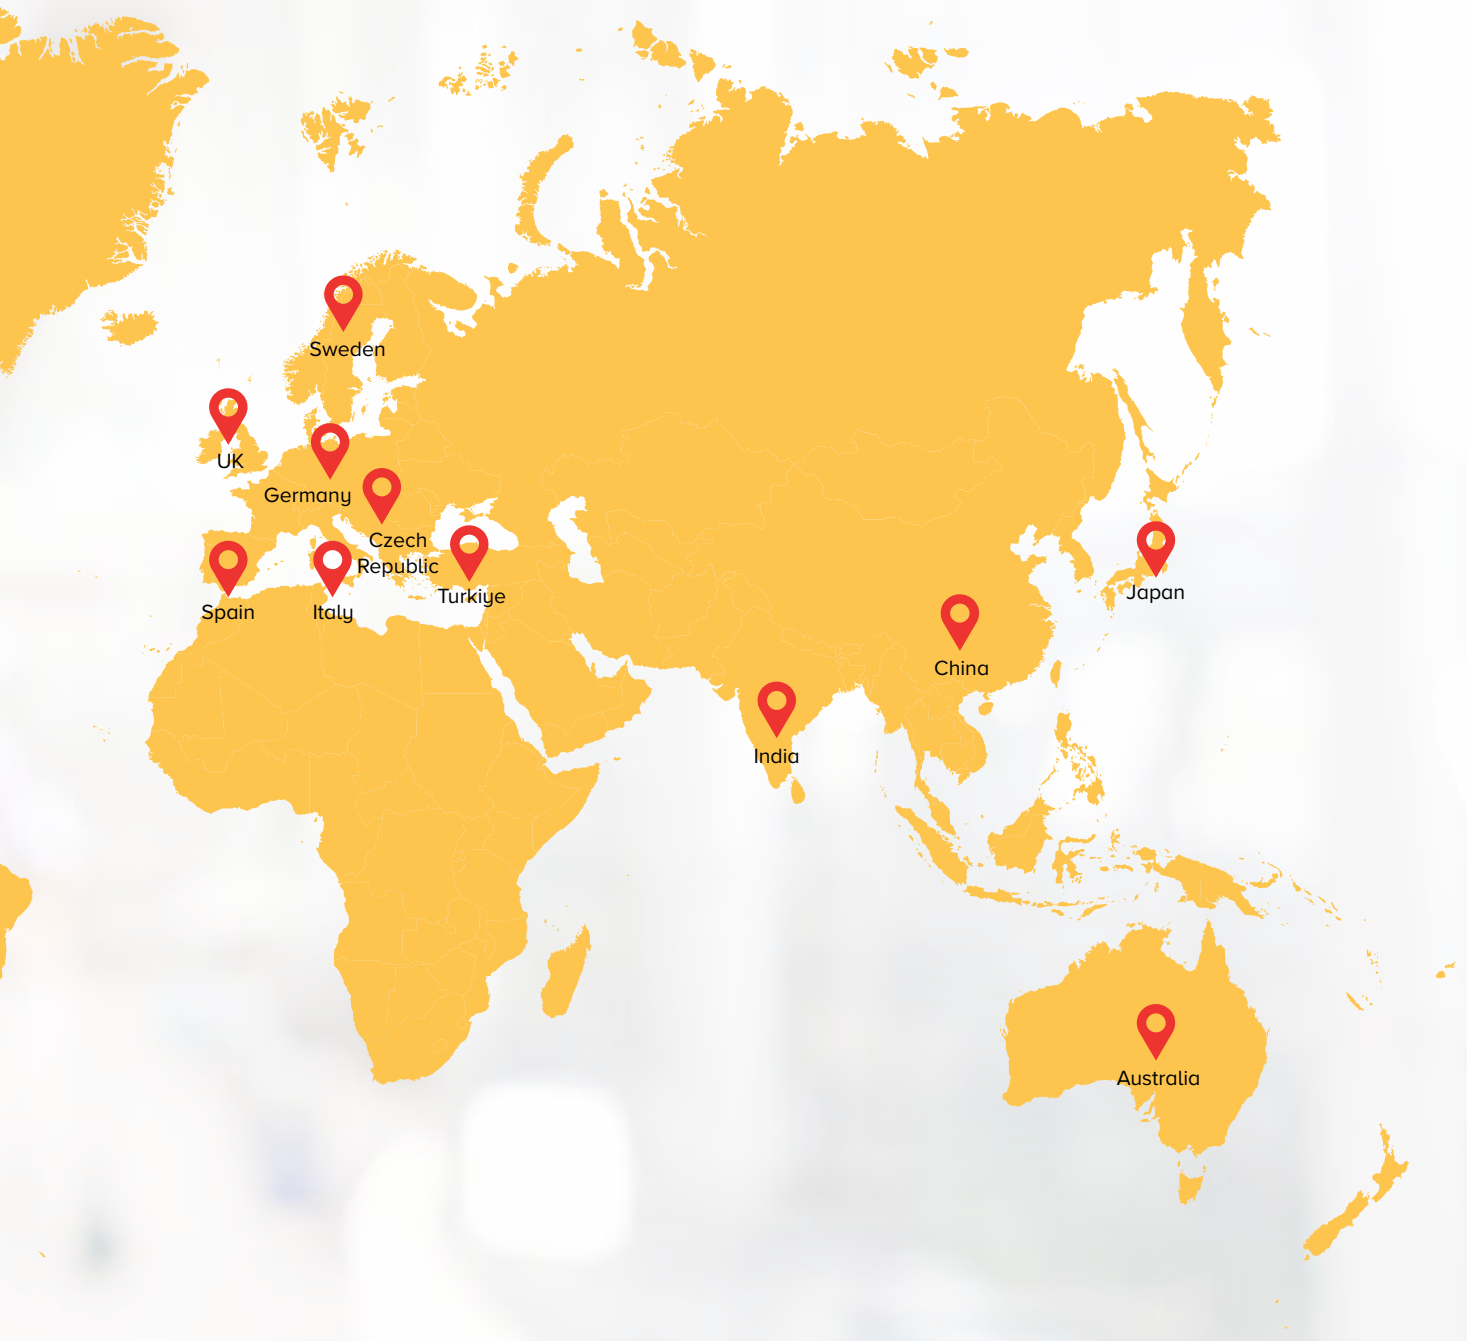 Sweden
UK
Germany
Czech
Republic
Turkiye
Spain
Italy
Japan
China
India
Australia